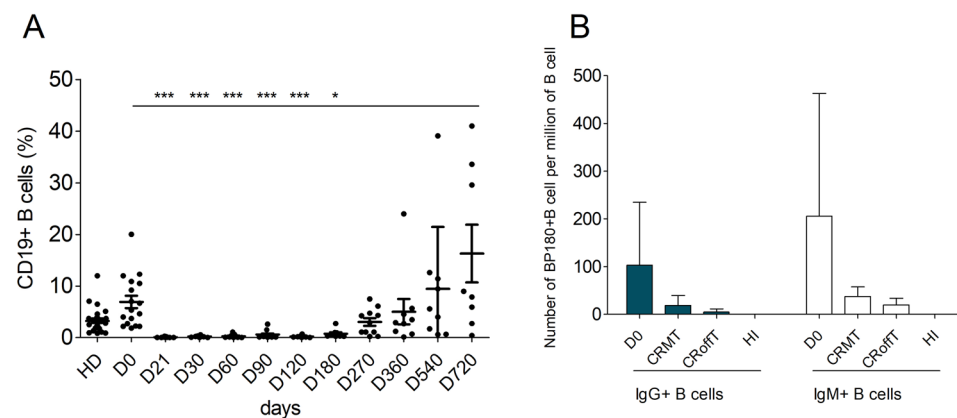 A
CD19+ B cells (%)
50
40
30
20
10
0
*** *** *** *** *** *
HD D0 D21 D30 D60 D90 D120 D180 D270 D360 D540 D720
days
B
Number of BP180+B cell per million of B cell
500
400
300
200
100
0
D0 CRMT CRoffT HI D0 CRMT CRoffT HI
IgG+ B cells IgM+ B cells